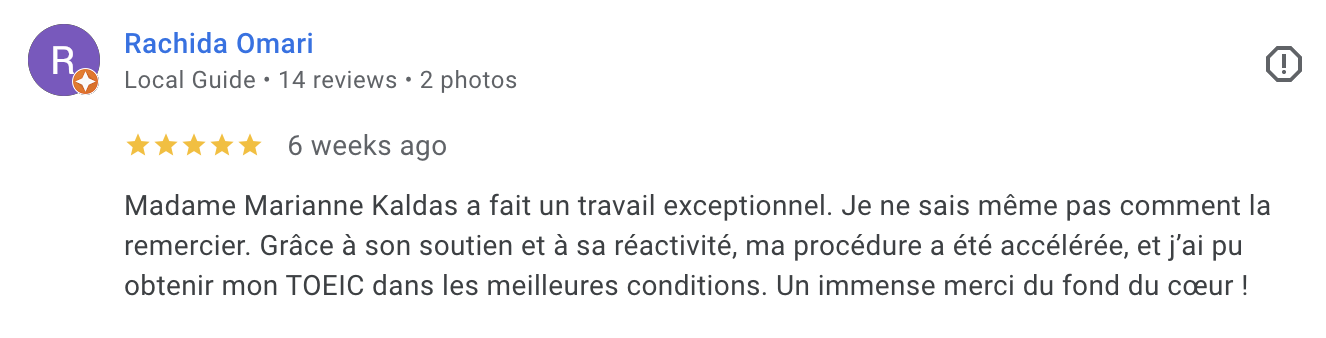 R
Rachida Omari
Local Guide • 14 reviews • 2 photos
6 weeks ago
Madame Marianne Kaldas a fait un travail exceptionnel. Je ne sais même pas comment la
remercier. Grâce à son soutien et à sa réactivité, ma procédure a été accélérée, et j’ai pu
obtenir mon TOEIC dans les meilleures conditions. Un immense merci du fond du cœur !